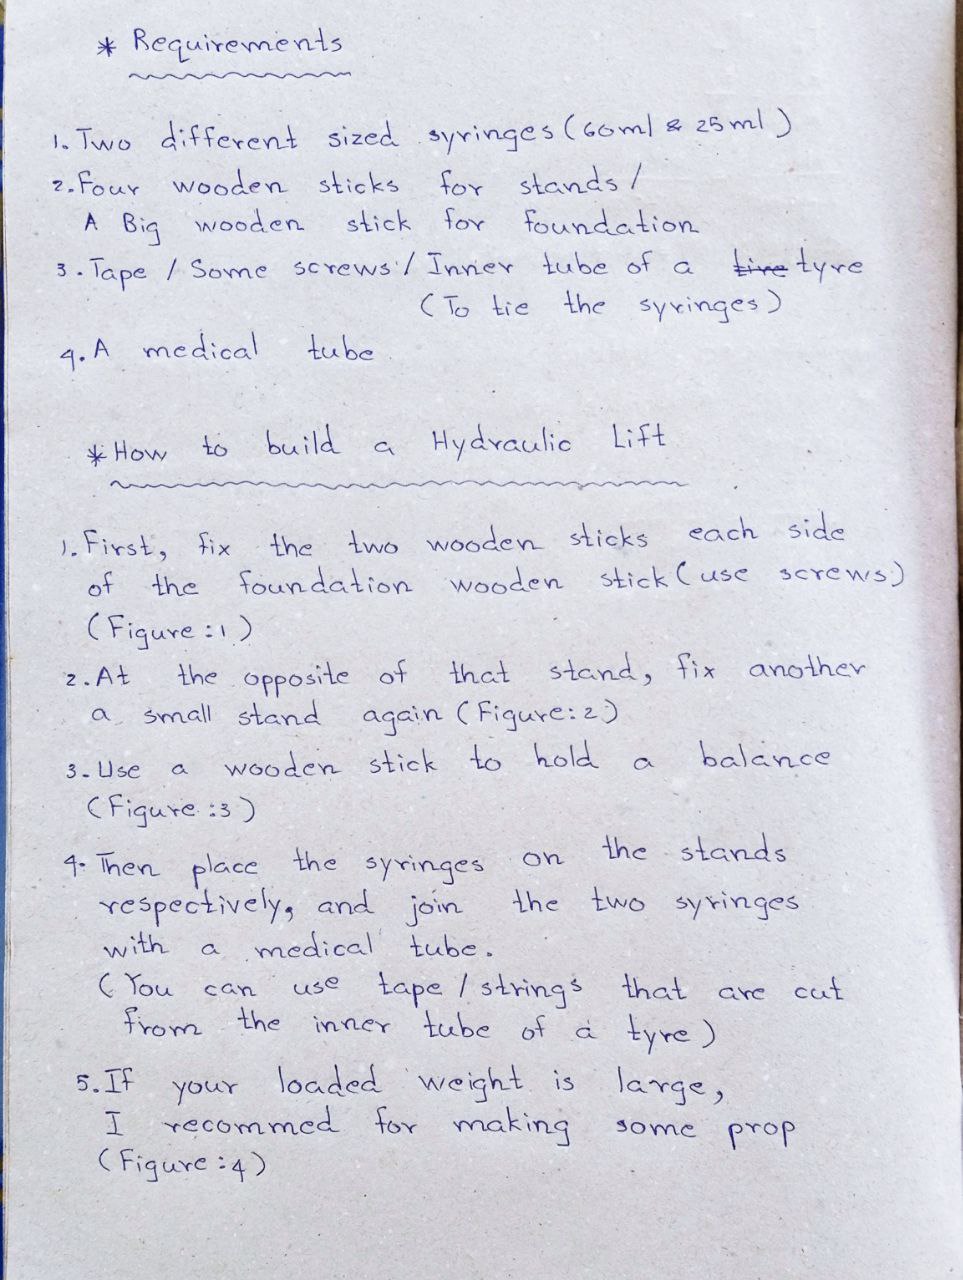 * Requirements
1. Two different sized syringes (60ml & 25ml)
2. Four wooden sticks for stands /
A Big wooden stick for foundation
3. Tape / Some screws / Inner tube of a tire tyre
(To tie the syringes)
4. A medical tube
* How to build a Hydraulic Lift
1. First, fix the two wooden sticks each side
of the foundation wooden stick (use screws)
(Figure :1)
2. At the opposite of that stand, fix another
a small stand again (Figure:2)
3. Use a wooden stick to hold a balance
(Figure :3)
4. Then place the syringes on the stands
respectively, and join the two syringes
with a medical tube.
(You can use tape / strings that are cut
from the inner tube of a tyre)
5. If your loaded weight is large,
I recommed for making some prop
(Figure :4)